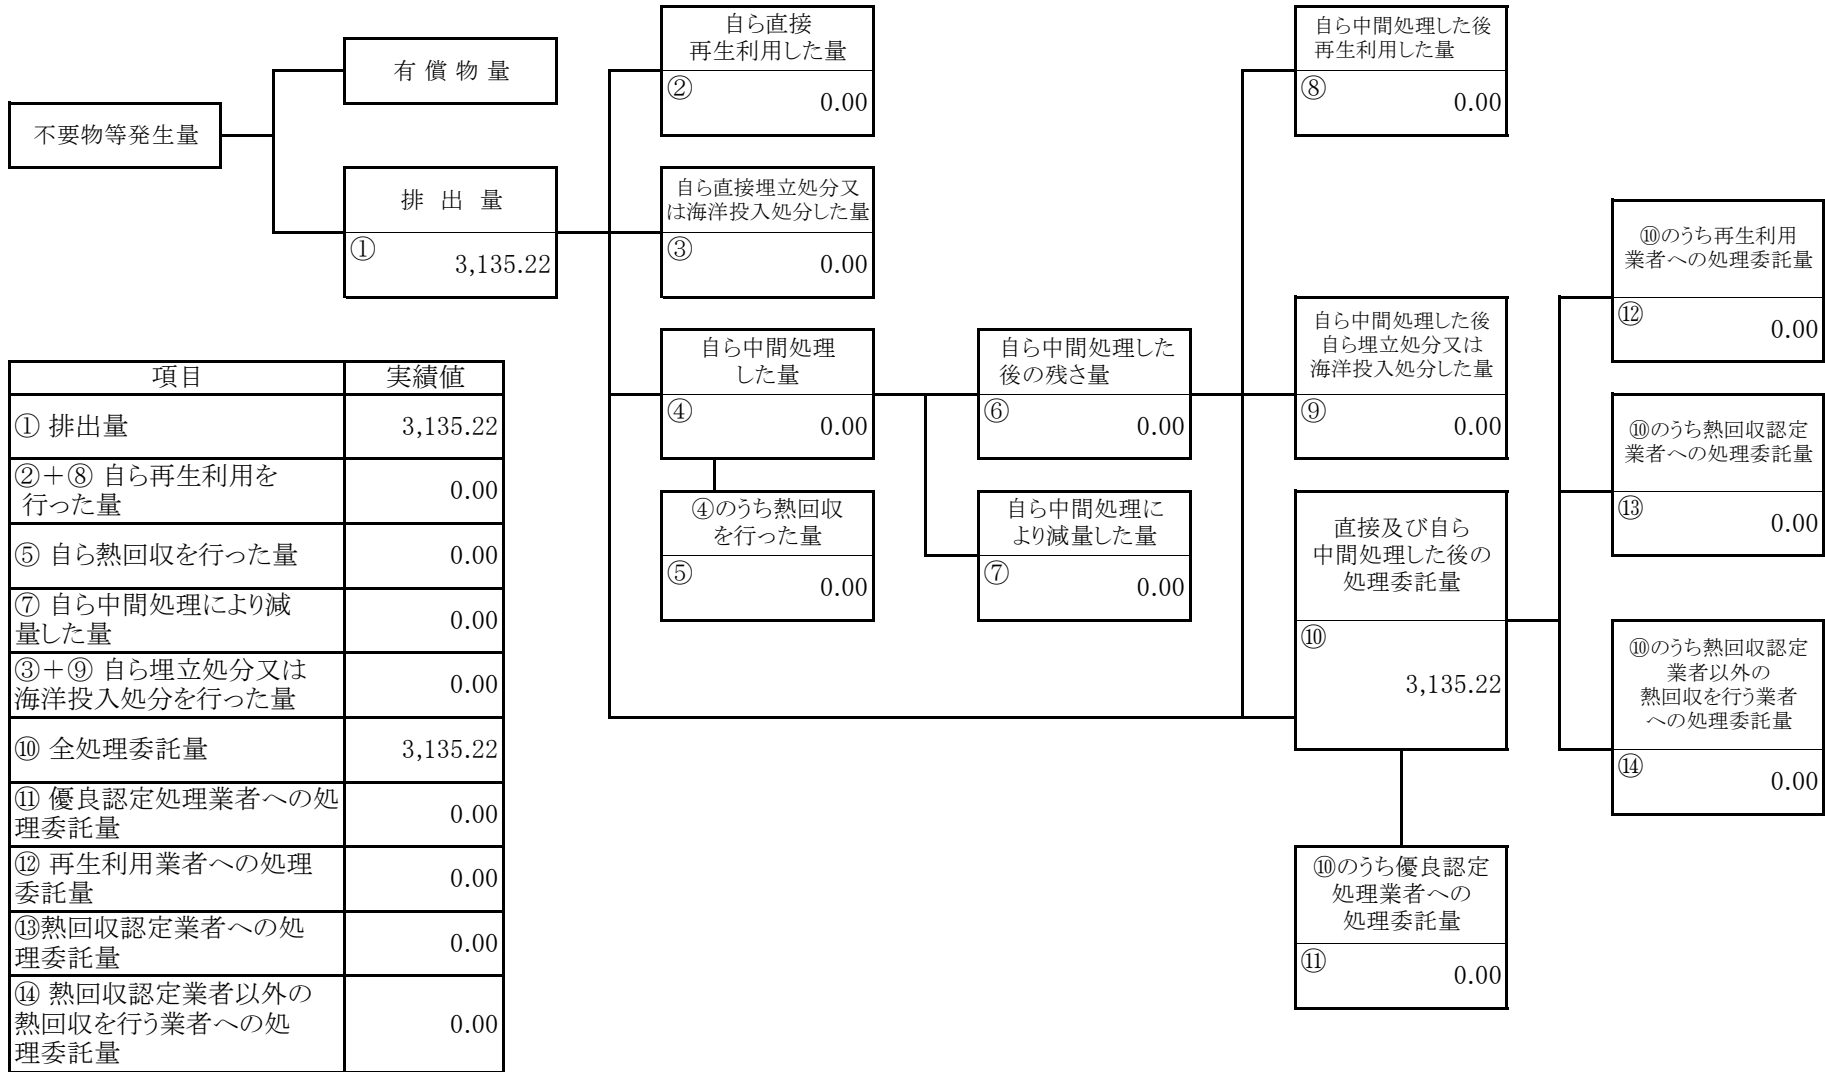 自ら直接
再生利用した量
② 0.00
自ら中間処理した後
再生利用した量
⑧ 0.00
有 償 物 量
不要物等発生量
排 出 量
① 3,135.22
自ら直接埋立処分又
は海洋投入処分した量
③ 0.00
⑩のうち再生利用
業者への処理委託量
⑫ 0.00
自ら中間処理
した量
④ 0.00
自ら中間処理した
後の残さ量
⑥ 0.00
自ら中間処理した後
自ら埋立処分又は
海洋投入処分した量
⑨ 0.00
⑩のうち熱回収認定
業者への処理委託量
⑬ 0.00
④のうち熱回収
を行った量
⑤ 0.00
自ら中間処理に
より減量した量
⑦ 0.00
直接及び自ら
中間処理した後の
処理委託量
⑩
3,135.22
⑩のうち熱回収認定
業者以外の
熱回収を行う業者
への処理委託量
⑭ 0.00
⑩のうち優良認定
処理業者への
処理委託量
⑪ 0.00
項目 実績値
① 排出量 3,135.22
②+⑧ 自ら再生利用を
行った量 0.00
⑤ 自ら熱回収を行った量 0.00
⑦ 自ら中間処理により減
量した量 0.00
③+⑨ 自ら埋立処分又は
海洋投入処分を行った量 0.00
⑩ 全処理委託量 3,135.22
⑪ 優良認定処理業者への処
理委託量 0.00
⑫ 再生利用業者への処理
委託量 0.00
⑬熱回収認定業者への処
理委託量 0.00
⑭ 熱回収認定業者以外の
熱回収を行う業者への処 0.00
理委託量